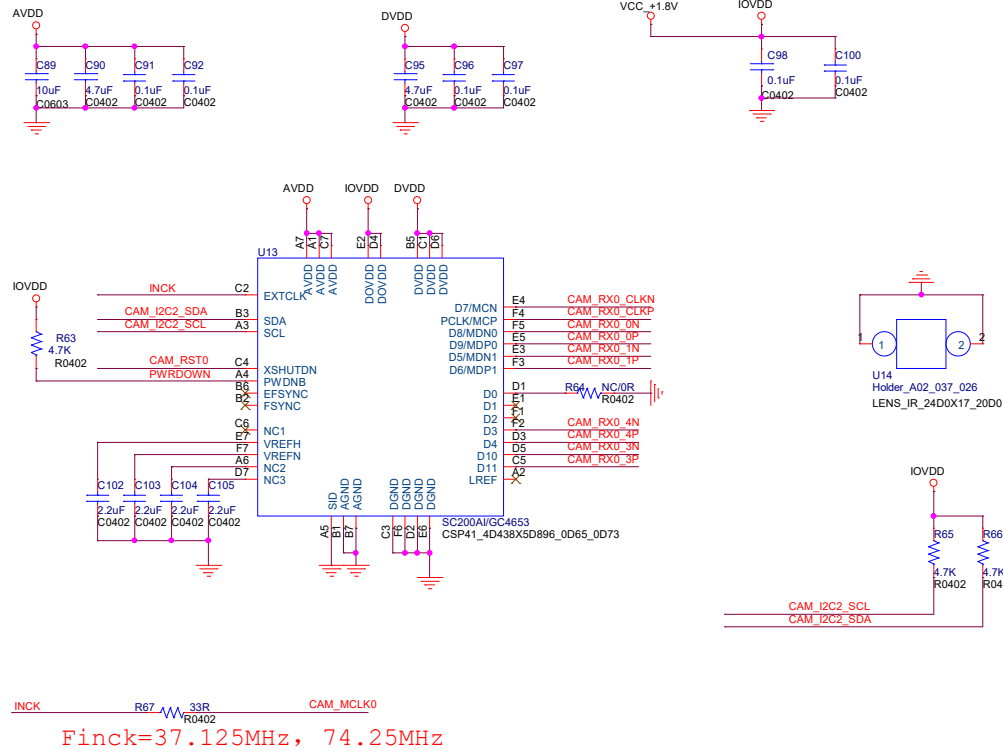 AVDD
C89
10uF
C0603
C90
4.7uF
C0402
C91
0.1uF
C0402
C92
0.1uF
C0402
DVDD
C95
4.7uF
C0402
C96
0.1uF
C0402
C97
0.1uF
C0402
VCC_+1.8V
IOVDD
C98
0.1uF
C0402
C100
0.1uF
C0402
AVDD
IOVDD
DVDD
A7
A1
C7
E2
D4
B5
C1
D6
U13
AVDD
AVDD
AVDD
DOVDD
DOVDD
DVDD
DVDD
DVDD
INCK
C2
EXTCLK
CAM_I2C2_SDA
B3
SDA
CAM_I2C2_SCL
A3
SCL
IOVDD
R63
4.7K
R0402
CAM_RST0
C4
XSHUTDN
PWRDOWN
A4
PWDNB
B6
EFSYNC
B2
FSYNC
C6
NC1
E7
VREFH
F7
VREFN
A6
NC2
D7
NC3
D7/MCN
E4
CAM_RX0_CLKN
PCLK/MCP
F4
CAM_RX0_CLKP
D8/MDN0
F5
CAM_RX0_0N
D9/MDP0
E5
CAM_RX0_0P
D5/MDN1
E3
CAM_RX0_1N
D6/MDP1
F3
CAM_RX0_1P
D0
D1
R64
NC/0R
R0402
D1
E1
D2
F1
D3
F2
CAM_RX0_4N
D4
D3
CAM_RX0_4P
D10
D5
CAM_RX0_3N
D11
C5
CAM_RX0_3P
LREF
A2
C102
2.2uF
C0402
C103
2.2uF
C0402
C104
2.2uF
C0402
C105
2.2uF
C0402
SID
AGND
AGND
DGND
DGND
DGND
DGND
A5
B1
B7
C3
F6
D2
E6
SC200AI/GC4653
CSP41_4D438X5D896_0D65_0D73
1
1
2
2
U14
Holder_A02_037_026
LENS_IR_24D0X17_20D0
IOVDD
R65
4.7K
R0402
R66
4.7K
CAM_I2C2_SCL
CAM_I2C2_SDA
INCK
R67
33R
R0402
CAM_MCLK0
Finck=37.125MHz, 74.25MHz